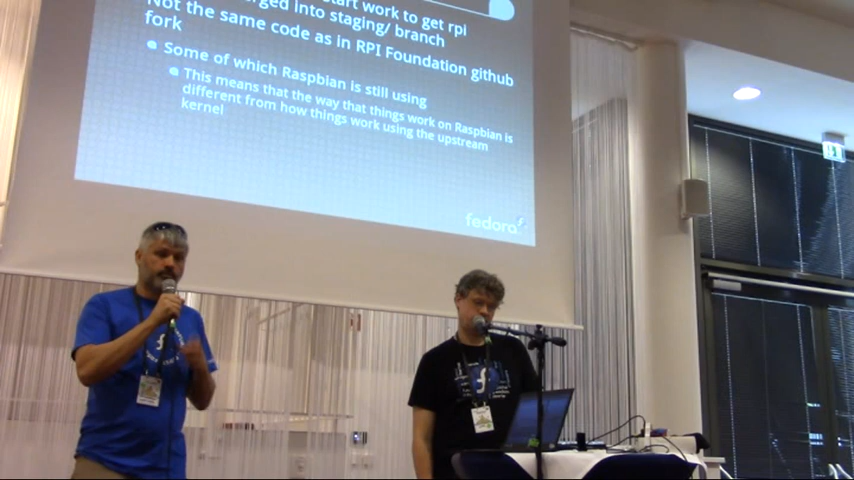 start work to get rpi
merged into staging/ branch
Not the same code as in RPI Foundation github
fork
Some of which Raspbian is still using
This means that the way that things work on Raspbian is
different from how things work using the upstream
kernel
fedora